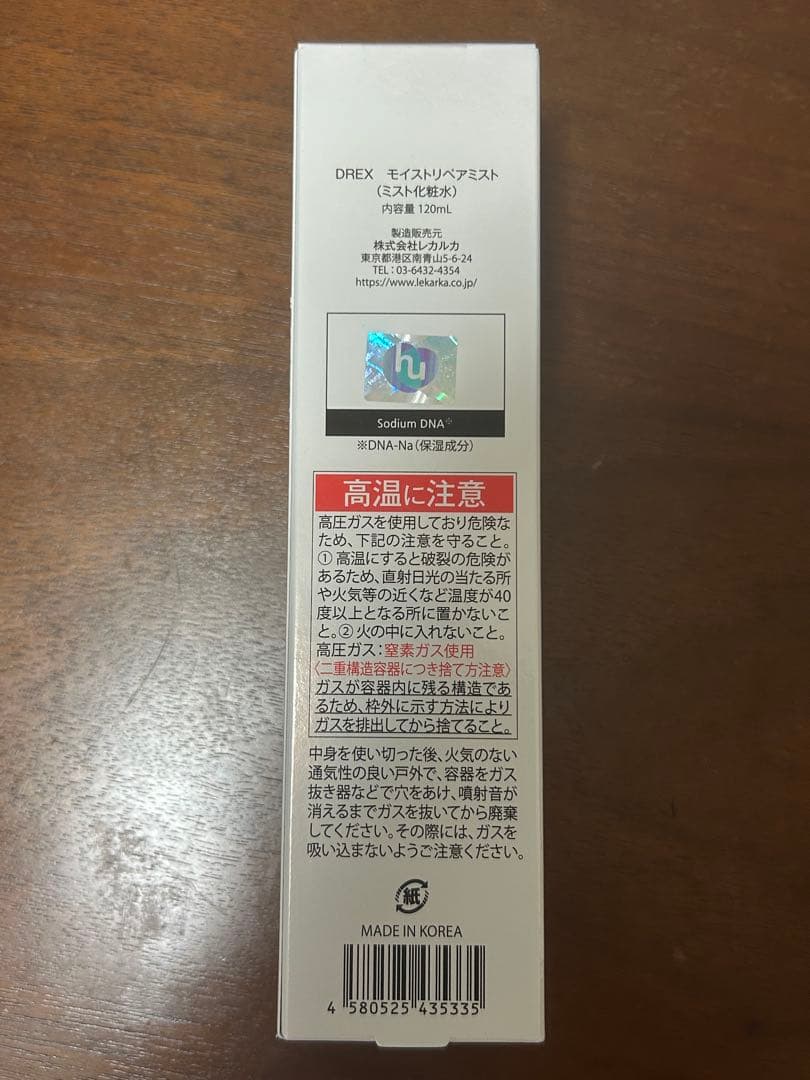 DREX モイストリペアミスト
（ミスト化粧水）
内容量 120mL
製造販売元
株式会社レカルカ
東京都港区南青山5-6-24
TEL：03-6432-4354
https://www.lekarka.co.jp/
hu
Sodium DNA※
※DNA-Na（保湿成分）
高温に注意
高圧ガスを使用しており危険な
ため、下記の注意を守ること。
① 高温にすると破裂の危険が
あるため、直射日光の当たる所
や火気等の近くなど温度が40
度以上となる所に置かないこ
と。② 火の中に入れないこと。
高圧ガス：窒素ガス使用
〈二重構造容器につき捨て方注意〉
ガスが容器内に残る構造であ
るため、枠外に示す方法により
ガスを排出してから捨てること。
中身を使い切った後、火気のない
通気性の良い戸外で、容器をガス
抜き器などで穴をあけ、噴射音が
消えるまでガスを抜いてから廃棄
してください。その際には、ガスを
吸い込まないようご注意ください。
紙
MADE IN KOREA
4 580525 435335